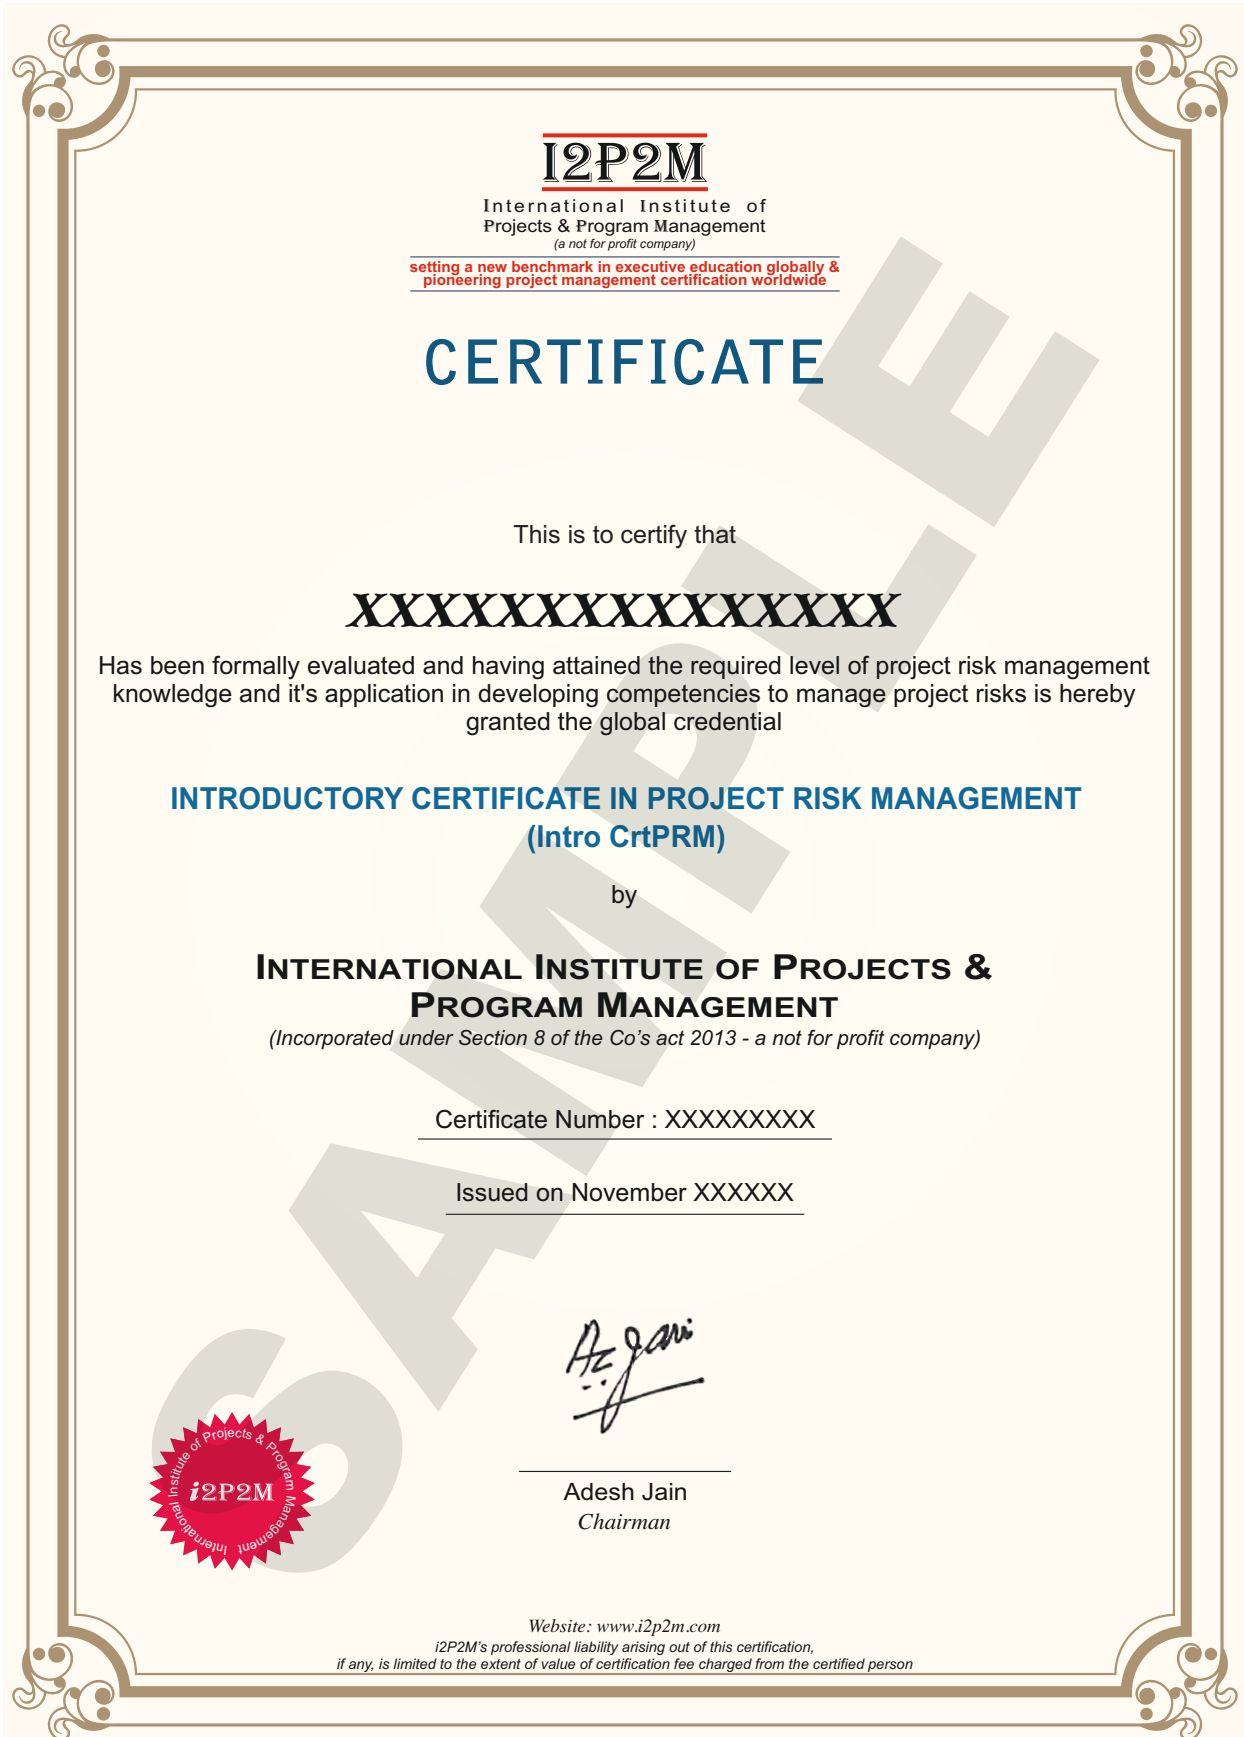 I2P2M
International Institute of
Projects & Program Management
(a not for profit company)
setting a new benchmark in executive education globally &
pioneering project management certification worldwide
CERTIFICATE
This is to certify that
XXXXXXXXXXXXXXX
Has been formally evaluated and having attained the required level of project risk management
knowledge and it's application in developing competencies to manage project risks is hereby
granted the global credential
INTRODUCTORY CERTIFICATE IN PROJECT RISK MANAGEMENT
(Intro CrtPRM)
by
INTERNATIONAL INSTITUTE OF PROJECTS &
PROGRAM MANAGEMENT
(Incorporated under Section 8 of the Co’s act 2013 - a not for profit company)
Certificate Number : XXXXXXXXX
Issued on November XXXXXX
SAMPLE
International Institute of Projects & Program Management
i2P2M
Adesh Jain
Chairman
Website: www.i2p2m.com
i2P2M’s professional liability arising out of this certification,
if any, is limited to the extent of value of certification fee charged from the certified person